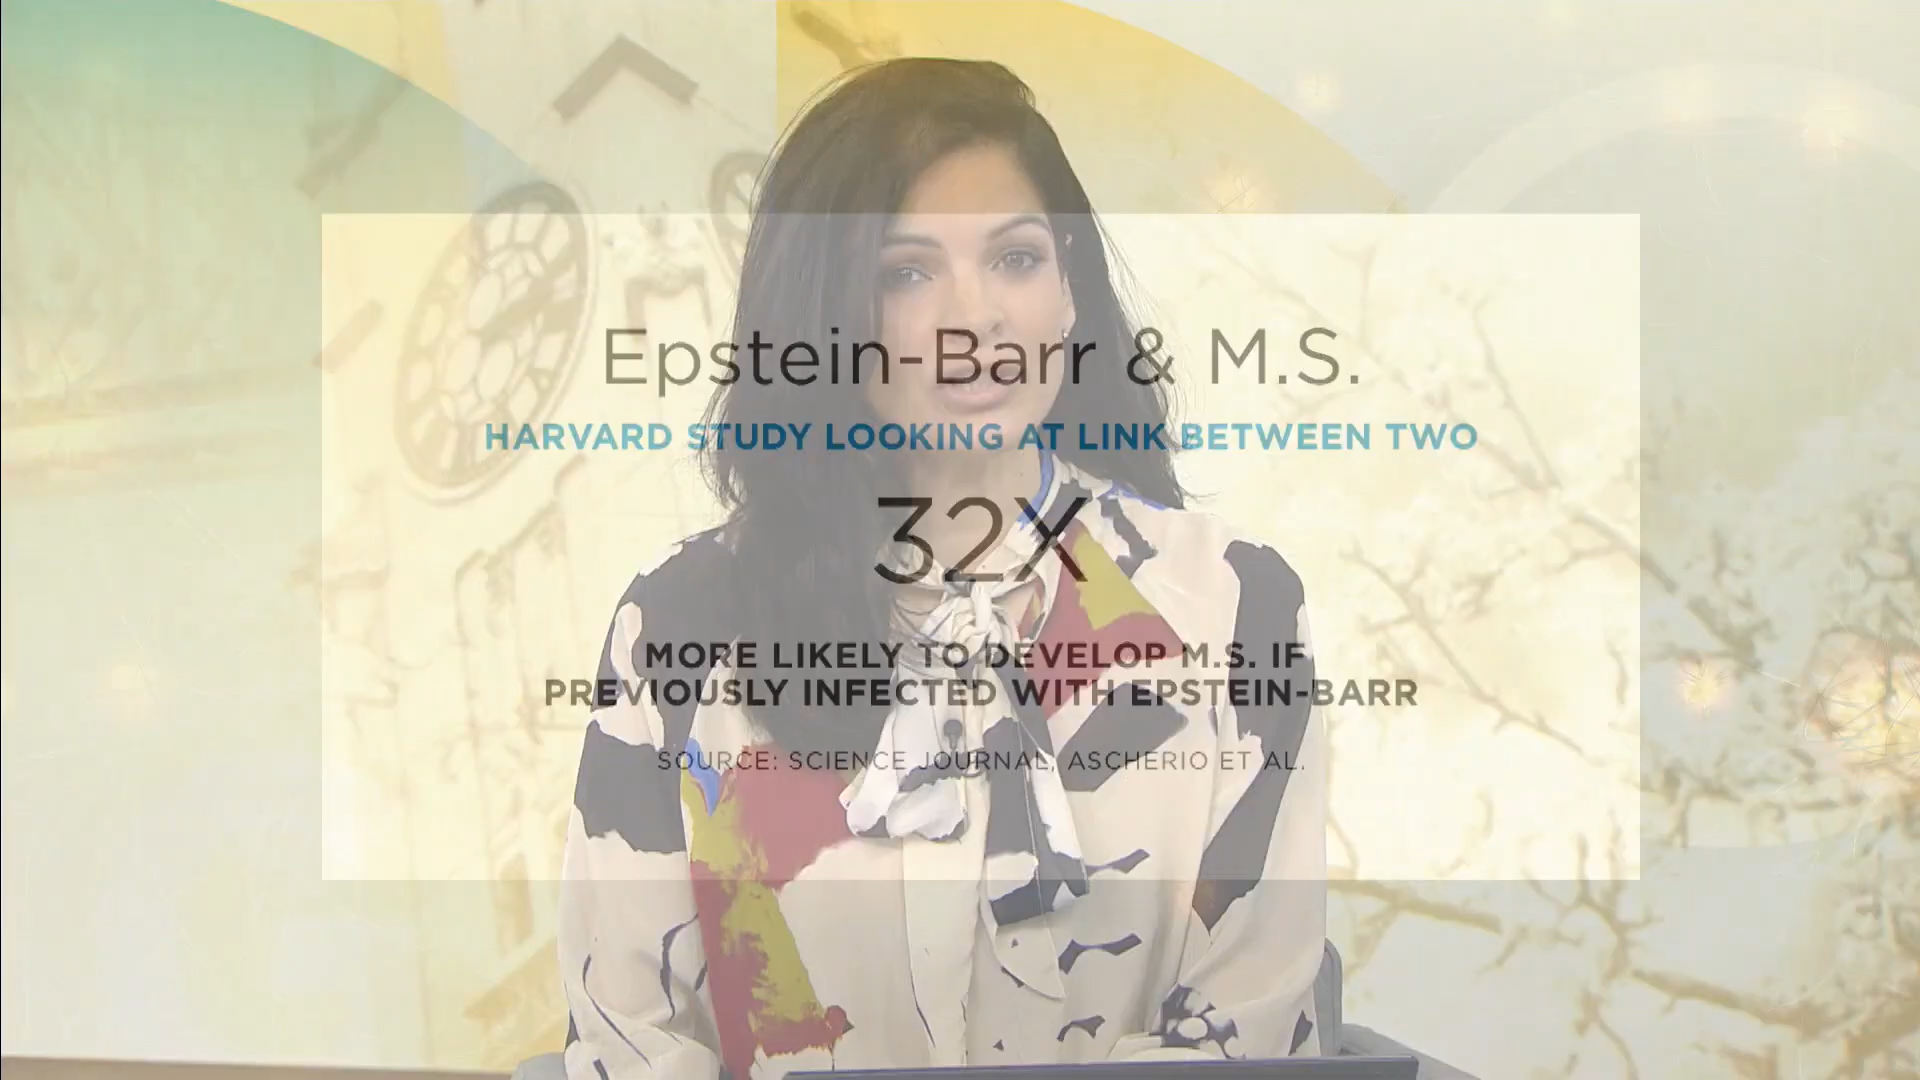 Epstein-Barr & M.S.
HARVARD STUDY LOOKING AT LINK BETWEEN TWO
32X
MORE LIKELY TO DEVELOP M.S. IF
PREVIOUSLY INFECTED WITH EPSTEIN-BARR
SOURCE: SCIENCE JOURNAL, ASCHERIO ET AL.